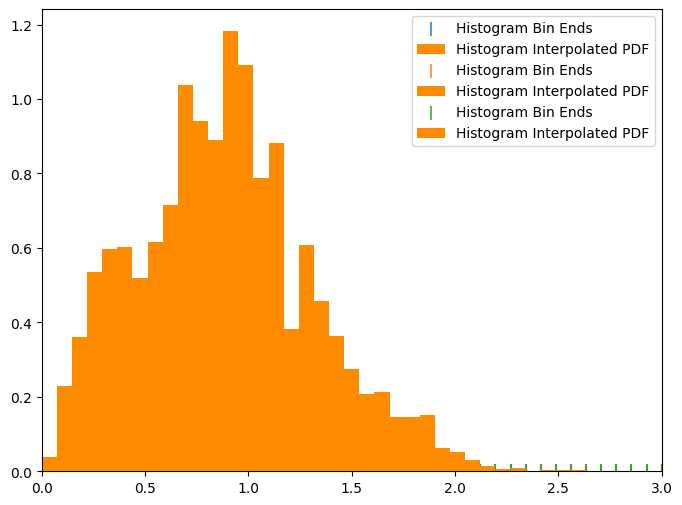 1.2
1.0
0.8
0.6
0.4
0.2
0.0
0.0 0.5 1.0 1.5 2.0 2.5 3.0
Histogram Bin Ends
Histogram Interpolated PDF
Histogram Bin Ends
Histogram Interpolated PDF
Histogram Bin Ends
Histogram Interpolated PDF